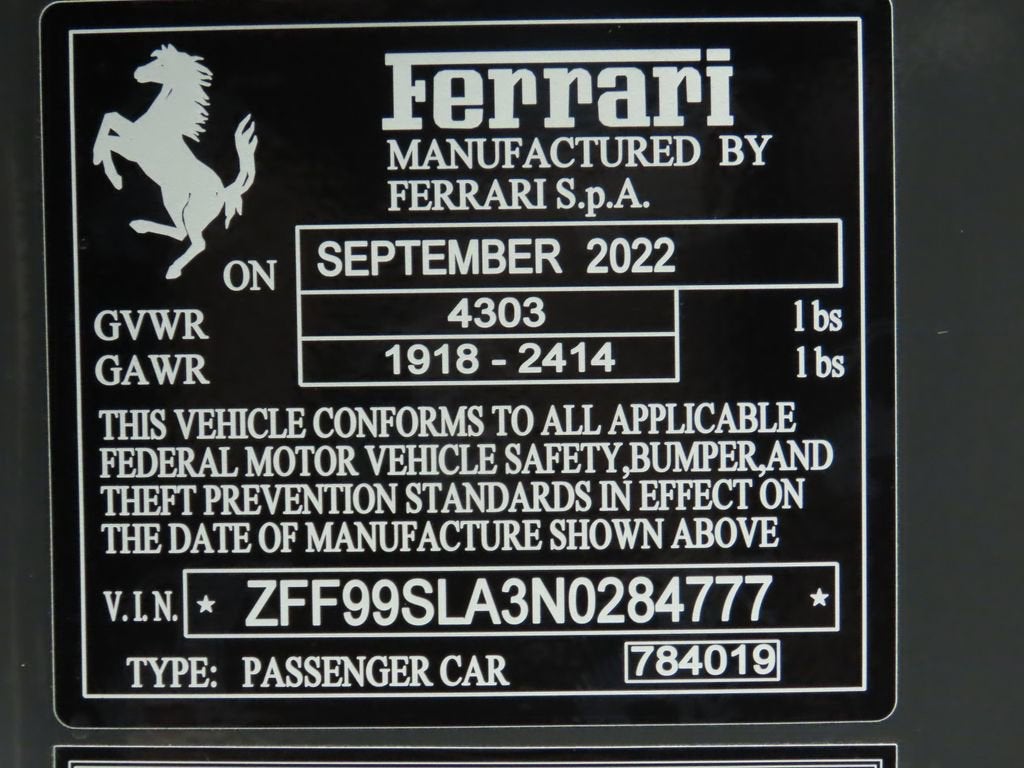 Ferrari
MANUFACTURED BY
FERRARI S.p.A.
ON SEPTEMBER 2022
GVWR 4303 lbs
GAWR 1918 - 2414 lbs
THIS VEHICLE CONFORMS TO ALL APPLICABLE
FEDERAL MOTOR VEHICLE SAFETY,BUMPER,AND
THEFT PREVENTION STANDARDS IN EFFECT ON
THE DATE OF MANUFACTURE SHOWN ABOVE
V.I.N. ★ ZFF99SLA3N0284777 ★
TYPE: PASSENGER CAR 784019